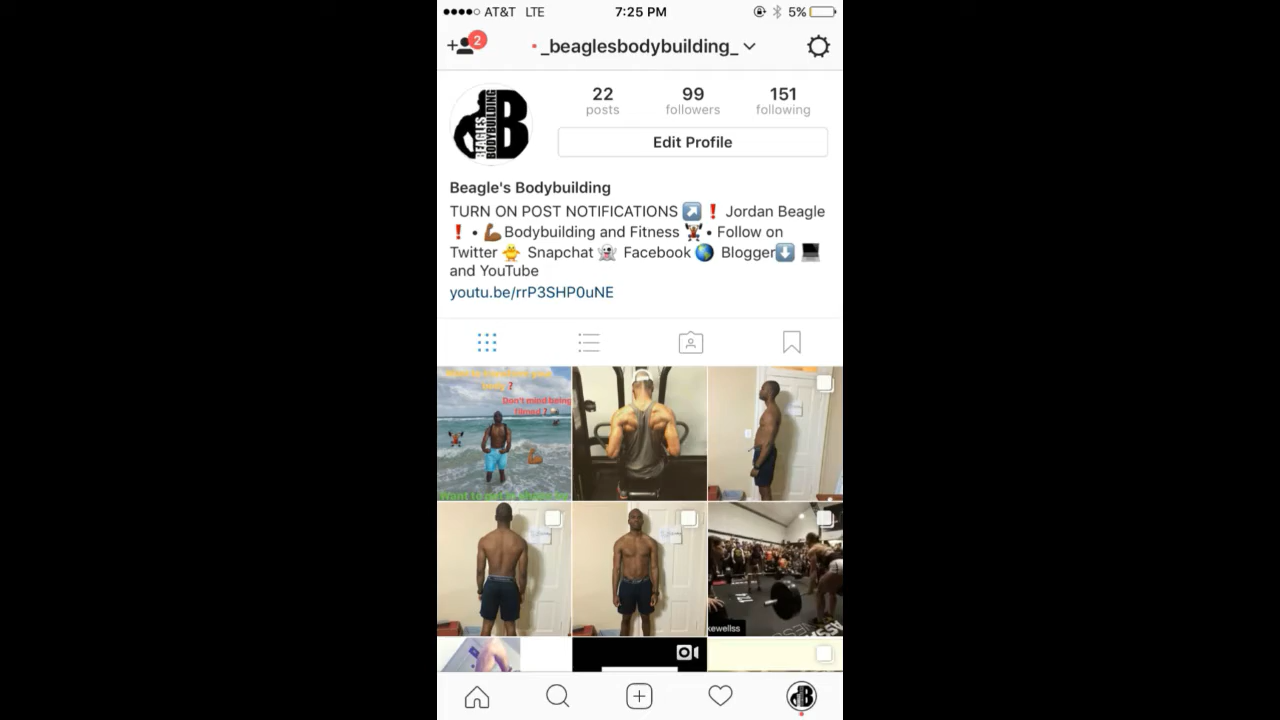 AT&T LTE 7:25 PM 5%
2
_beaglesbodybuilding_
22 99 151
posts followers following
BEAGLES
BODYBUILDING
B
Edit Profile
Beagle's Bodybuilding
TURN ON POST NOTIFICATIONS ↗️ ❗ Jordan Beagle
❗ • 💪🏾 Bodybuilding and Fitness 🏋🏾 • Follow on
Twitter 🐥 Snapchat 👻 Facebook 🌎 Blogger⬇️ 💻
and YouTube
youtu.be/rrP3SHP0uNE
Don't mind being
filmed?
kewellss